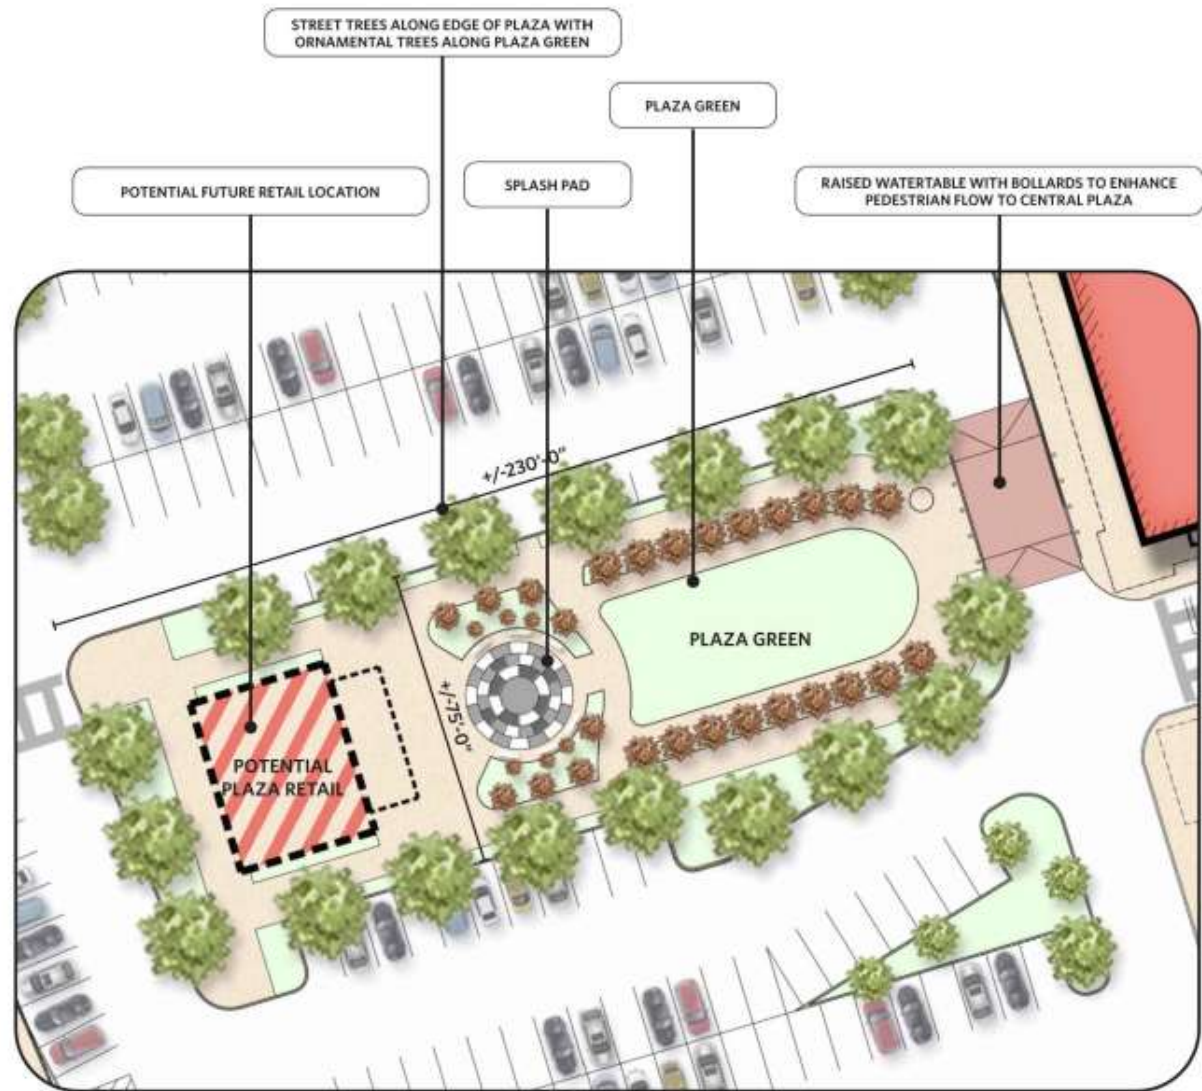 STREET TREES ALONG EDGE OF PLAZA WITH
ORNAMENTAL TREES ALONG PLAZA GREEN
PLAZA GREEN
POTENTIAL FUTURE RETAIL LOCATION
SPLASH PAD
RAISED WATERTABLE WITH BOLLARDS TO ENHANCE
PEDESTRIAN FLOW TO CENTRAL PLAZA
+/-230'-0"
PLAZA GREEN
+/-75'-0"
POTENTIAL
PLAZA RETAIL